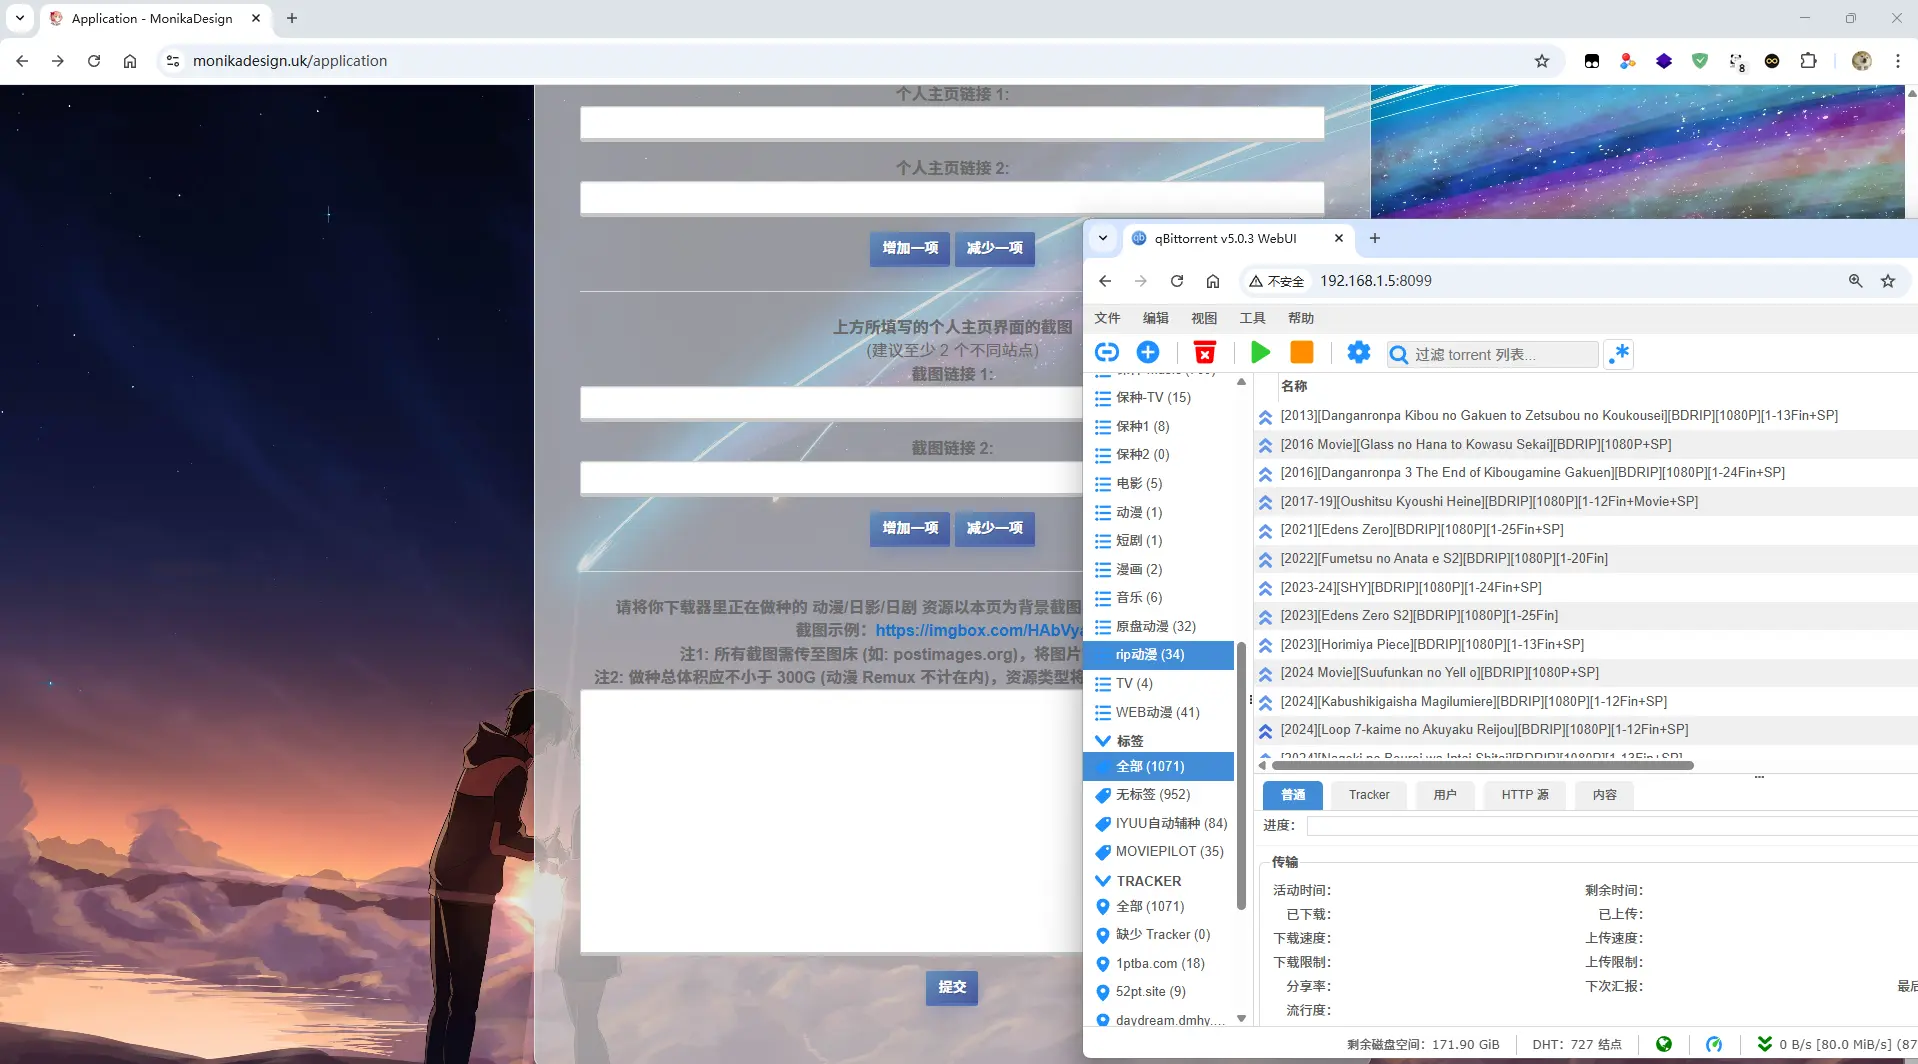 Application - MonikaDesign
monikadesign.uk/application
8
个人主页链接 1:
个人主页链接 2:
增加一项 减少一项
上方所填写的个人主页界面的截图
(建议至少 2 个不同站点)
截图链接 1:
截图链接 2:
增加一项 减少一项
请将你下载器里正在做种的 动漫/日影/日剧 资源以本页为背景截图
截图示例: https://imgbox.com/HAbVy
注1: 所有截图需传至图床 (如: postimages.org)，将图片
注2: 做种总体积应不小于 300G (动漫 Remux 不计在内)，资源类型
提交
qBittorrent v5.0.3 WebUI
不安全 192.168.1.5:8099
文件 编辑 视图 工具 帮助
过滤 torrent 列表...
保种-TV (15)
保种1 (8)
保种2 (0)
电影 (5)
动漫 (1)
短剧 (1)
漫画 (2)
音乐 (6)
原盘动漫 (32)
rip动漫 (34)
TV (4)
WEB动漫 (41)
标签
全部 (1071)
无标签 (952)
IYUU自动辅种 (84)
MOVIEPILOT (35)
TRACKER
全部 (1071)
缺少 Tracker (0)
1ptba.com (18)
52pt.site (9)
daydream.dmhy....
名称
[2013][Danganronpa Kibou no Gakuen to Zetsubou no Koukousei][BDRIP][1080P][1-13Fin+SP]
[2016 Movie][Glass no Hana to Kowasu Sekai][BDRIP][1080P+SP]
[2016][Danganronpa 3 The End of Kibougamine Gakuen][BDRIP][1080P][1-24Fin+SP]
[2017-19][Oushitsu Kyoushi Heine][BDRIP][1080P][1-12Fin+Movie+SP]
[2021][Edens Zero][BDRIP][1080P][1-25Fin+SP]
[2022][Fumetsu no Anata e S2][BDRIP][1080P][1-20Fin]
[2023-24][SHY][BDRIP][1080P][1-24Fin+SP]
[2023][Edens Zero S2][BDRIP][1080P][1-25Fin]
[2023][Horimiya Piece][BDRIP][1080P][1-13Fin+SP]
[2024 Movie][Suufunkan no Yell o][BDRIP][1080P+SP]
[2024][Kabushikigaisha Magilumiere][BDRIP][1080P][1-12Fin+SP]
[2024][Loop 7-kaime no Akuyaku Reijou][BDRIP][1080P][1-12Fin+SP]
普通 Tracker 用户 HTTP 源 内容
进度:
传输
活动时间: 剩余时间:
已下载: 已上传:
下载速度: 上传速度:
下载限制: 上传限制:
分享率: 下次汇报: 最后
流行度:
剩余磁盘空间: 171.90 GiB DHT: 727 结点 0 B/s [80.0 MiB/s] (87